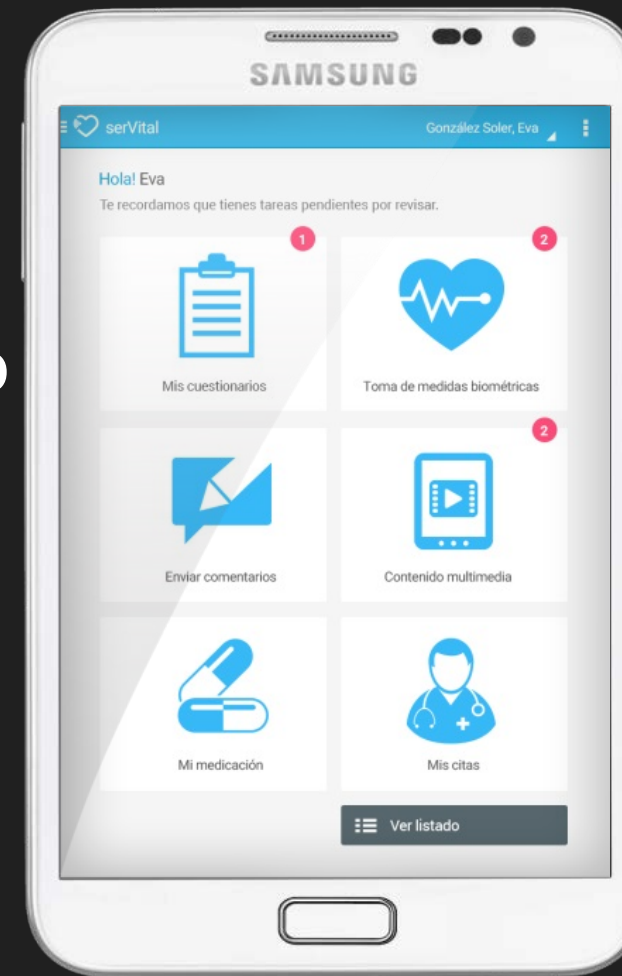 SAMSUNG
serVital
González Soler, Eva
Hola! Eva
Te recordamos que tienes tareas pendientes por revisar.
1
2
Mis cuestionarios
Toma de medidas biométricas
2
Enviar comentarios
Contenido multimedia
Mi medicación
Mis citas
Ver listado